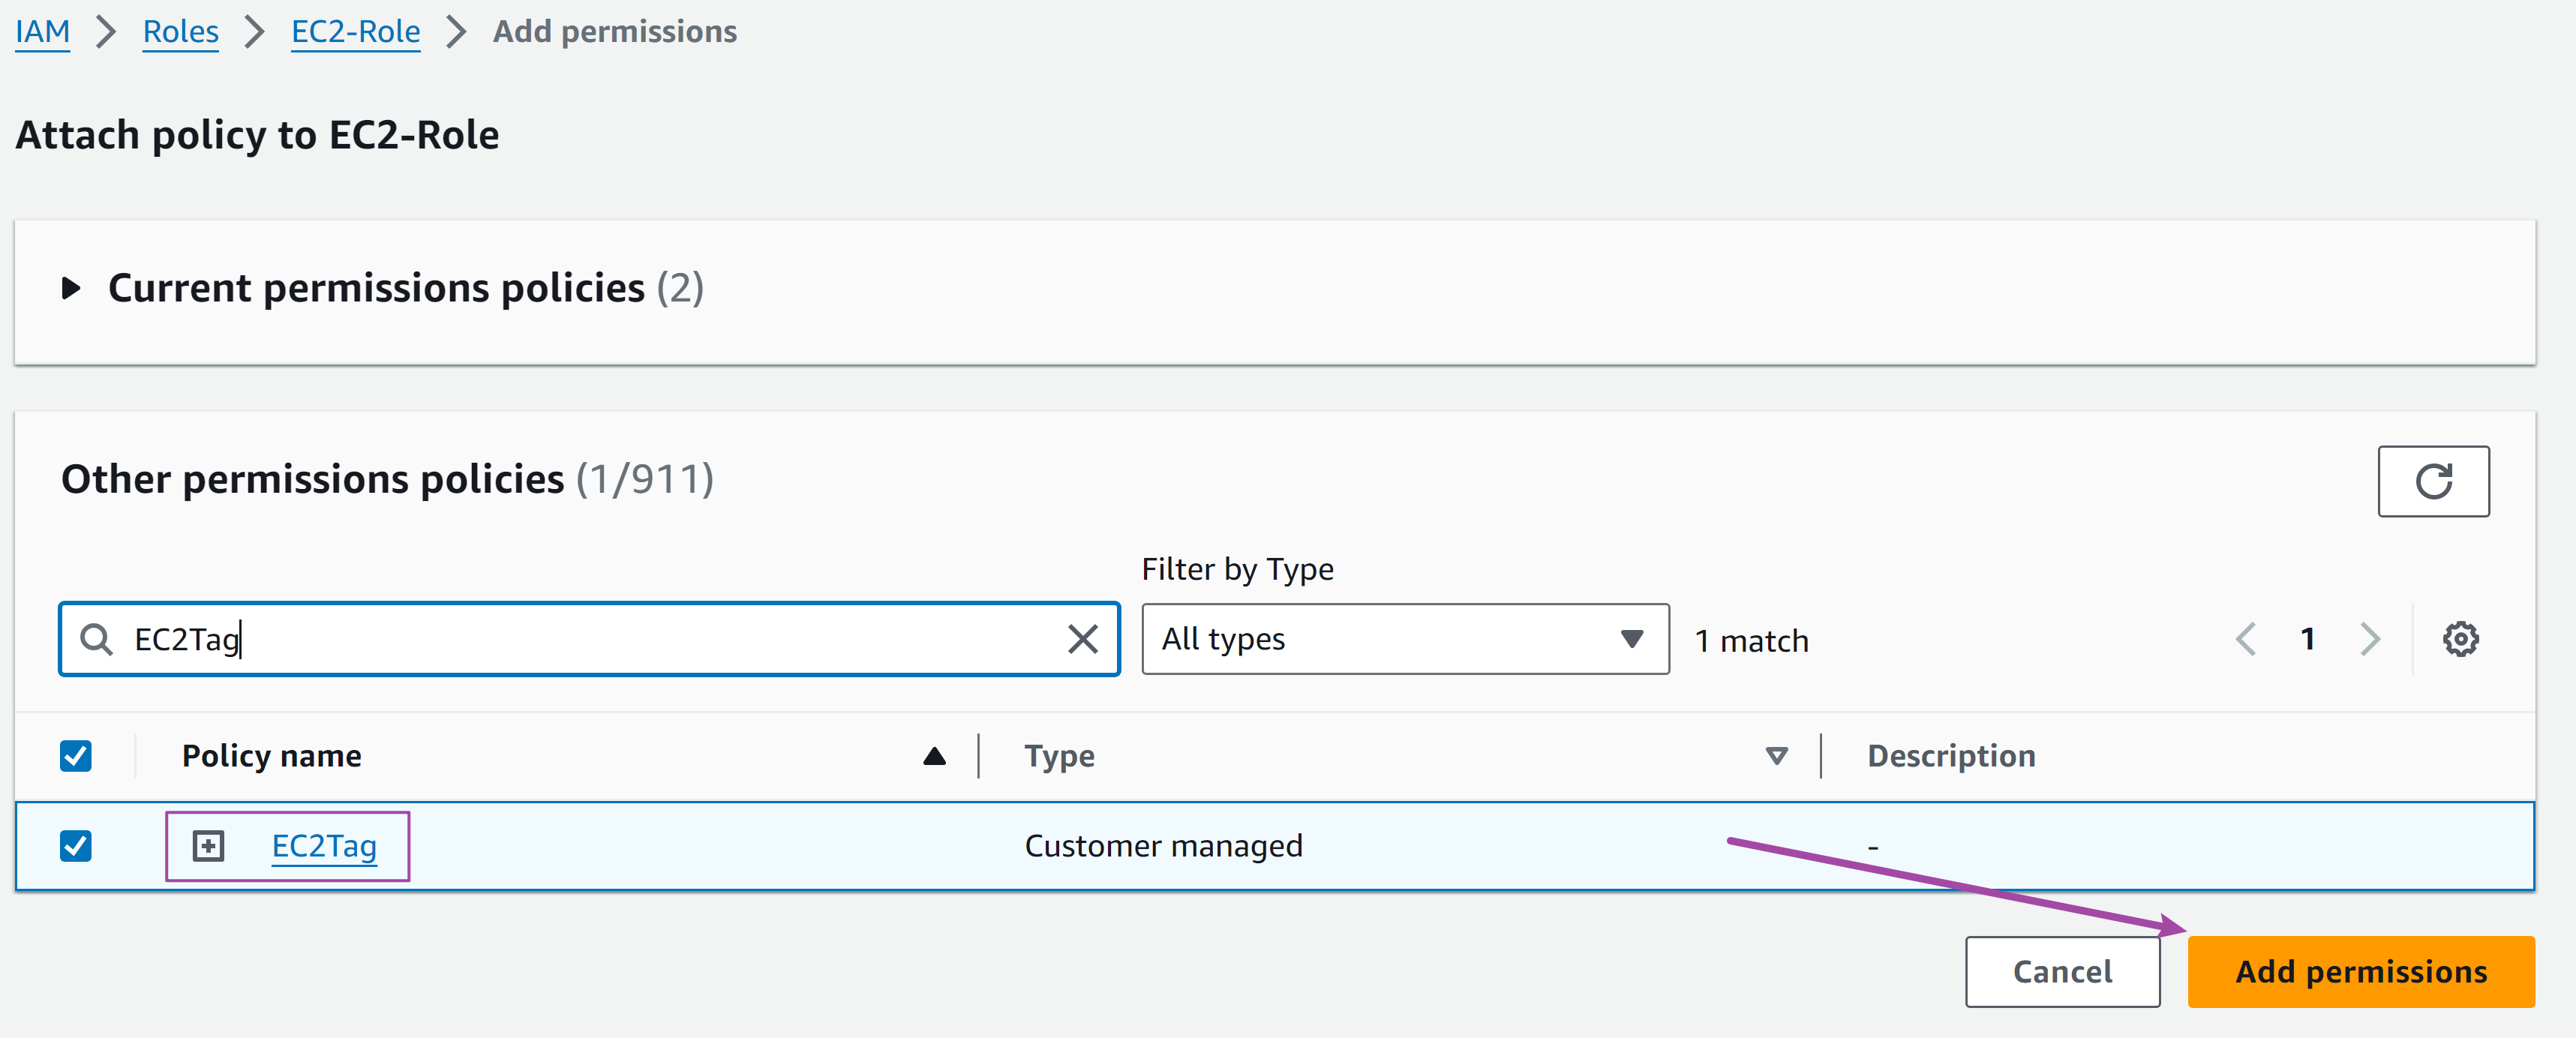 IAM > Roles > EC2-Role > Add permissions
Attach policy to EC2-Role
Current permissions policies (2)
Other permissions policies (1/911)
Filter by Type
EC2Tag All types 1 match 1
Policy name Type Description
EC2Tag Customer managed -
Cancel Add permissions